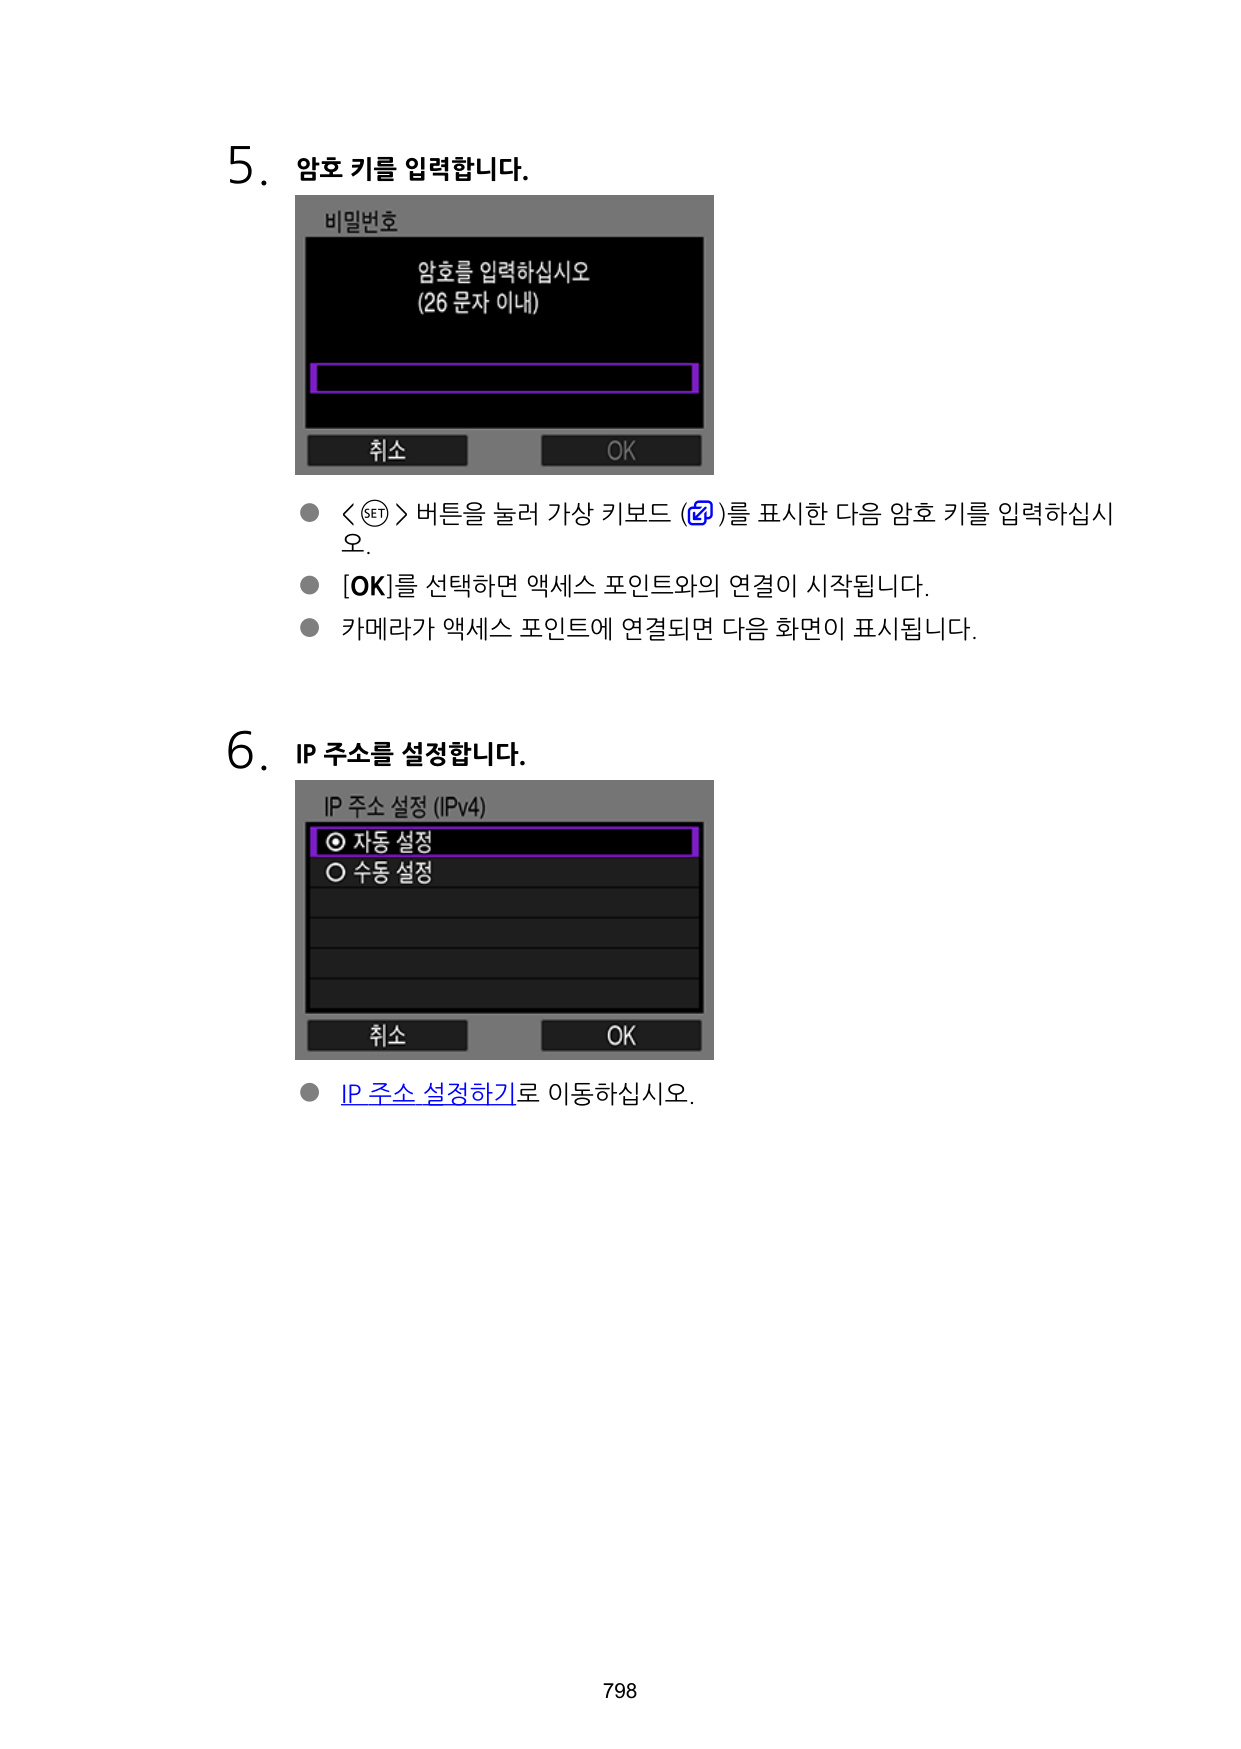 5. 암호 키를 입력합니다.
비밀번호
암호를 입력하십시오
(26 문자 이내)
취소 OK
● <SET> 버튼을 눌러 가상 키보드 ( )를 표시한 다음 암호 키를 입력하십시
오.
● [OK]를 선택하면 액세스 포인트와의 연결이 시작됩니다.
● 카메라가 액세스 포인트에 연결되면 다음 화면이 표시됩니다.
6. IP 주소를 설정합니다.
IP 주소 설정 (IPv4)
자동 설정
수동 설정
취소 OK
● IP 주소 설정하기로 이동하십시오.
798